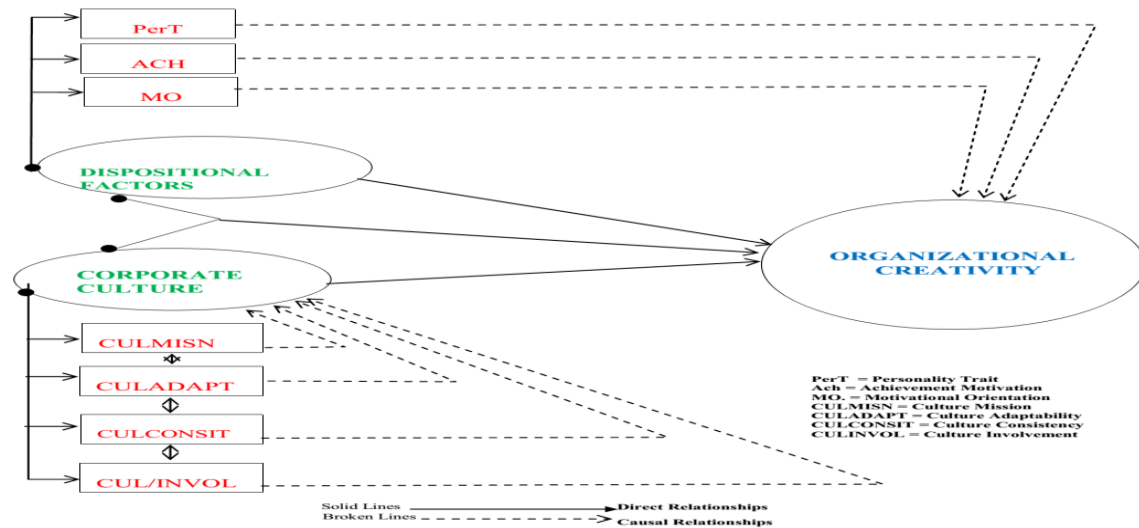 PerT
ACH
MO
DISPOSITIONAL
FACTORS
ORGANIZATIONAL
CREATIVITY
CORPORATE
CULTURE
CULMISN
CULADAPT
CULCONSIT
CUL/INVOL
PerT = Personality Trait
Ach = Achievement Motivation
MO. = Motivational Orientation
CULMISN = Culture Mission
CULADAPT = Culture Adaptability
CULCONSIT = Culture Consistency
CULINVOL = Culture Involvement
Solid Lines Direct Relationships
Broken Lines Causal Relationships